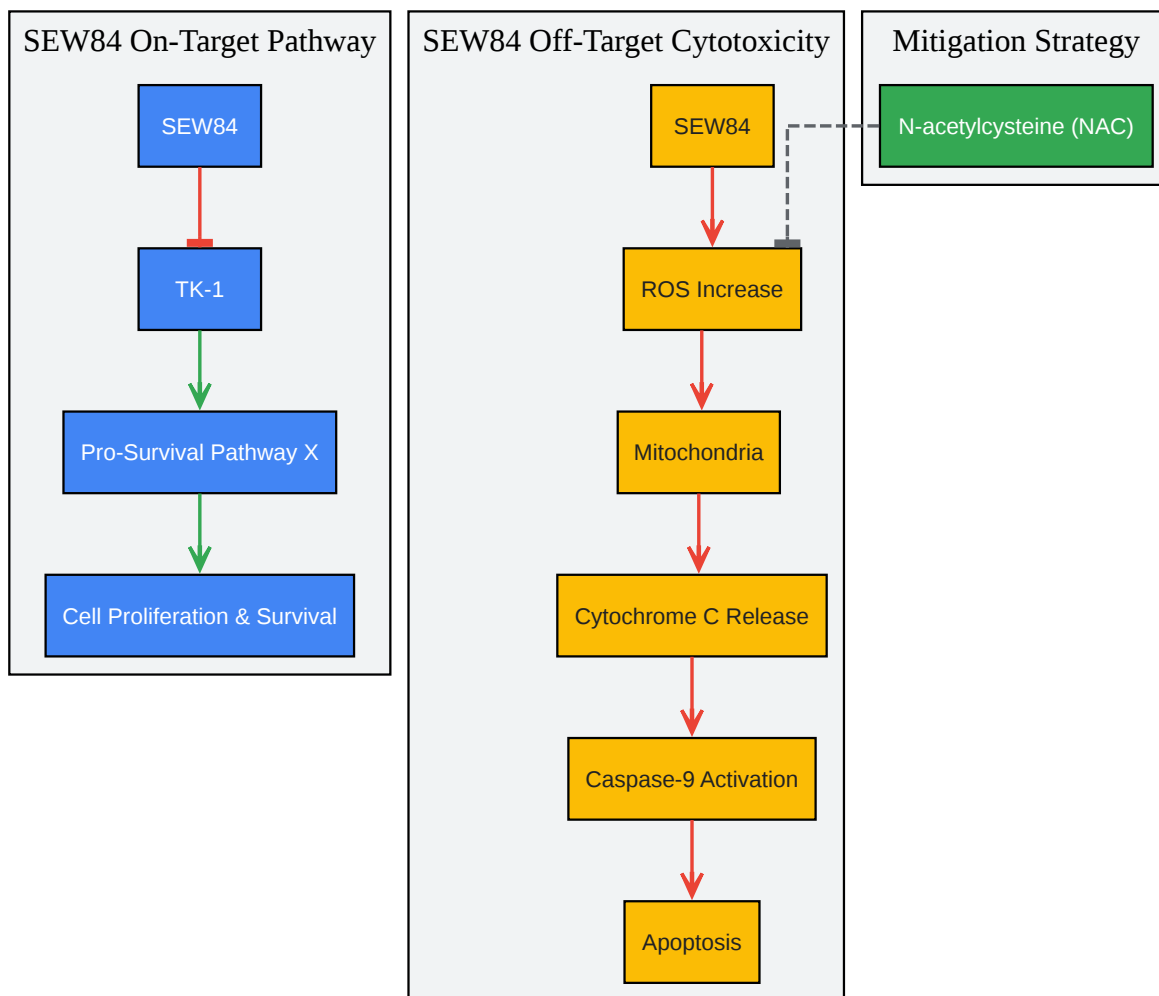 SEW84 On-Target Pathway
SEW84
TK-1
Pro-Survival Pathway X
Cell Proliferation & Survival
SEW84 Off-Target Cytotoxicity
SEW84
ROS Increase
Mitochondria
Cytochrome C Release
Caspase-9 Activation
Apoptosis
Mitigation Strategy
N-acetylcysteine (NAC)